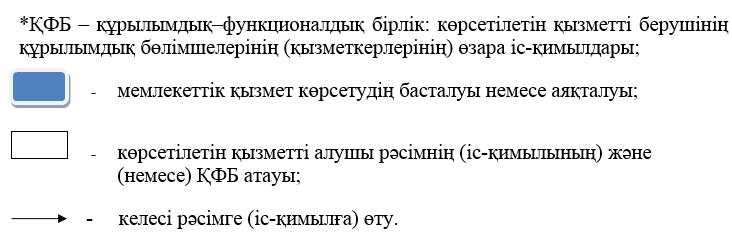 *ҚФБ – құрылымдық–функционалдық бірлік: көрсетілетін қызметті берушінің
құрылымдық бөлімшелерінің (қызметкерлерінің) өзара іс-қимылдары;
- мемлекеттік қызмет көрсетудің басталуы немесе аяқталуы;
- көрсетілетін қызметті алушы рәсімнің (іс-қимылының) және
(немесе) ҚФБ атауы;
- келесі рәсімге (іс-қимылға) өту.